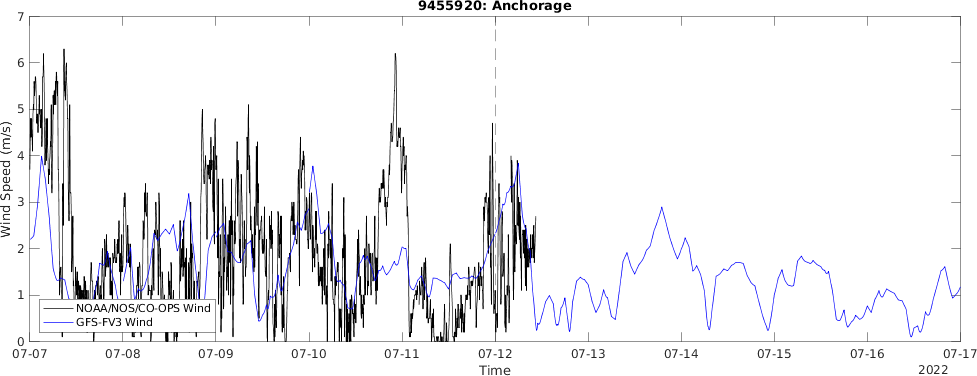 9455920: Anchorage
7
6
5
4
3
2
1
0
Wind Speed (m/s)
NOAA/NOS/CO-OPS Wind
GFS-FV3 Wind
07-07 07-08 07-09 07-10 07-11 07-12 07-13 07-14 07-15 07-16 07-17
Time
2022